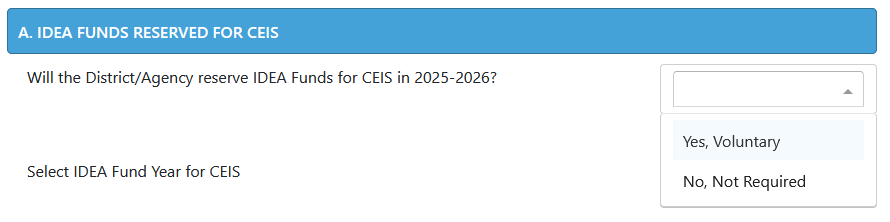 A. IDEA FUNDS RESERVED FOR CEIS
Will the District/Agency reserve IDEA Funds for CEIS in 2025-2026?
Yes, Voluntary
Select IDEA Fund Year for CEIS
No, Not Required